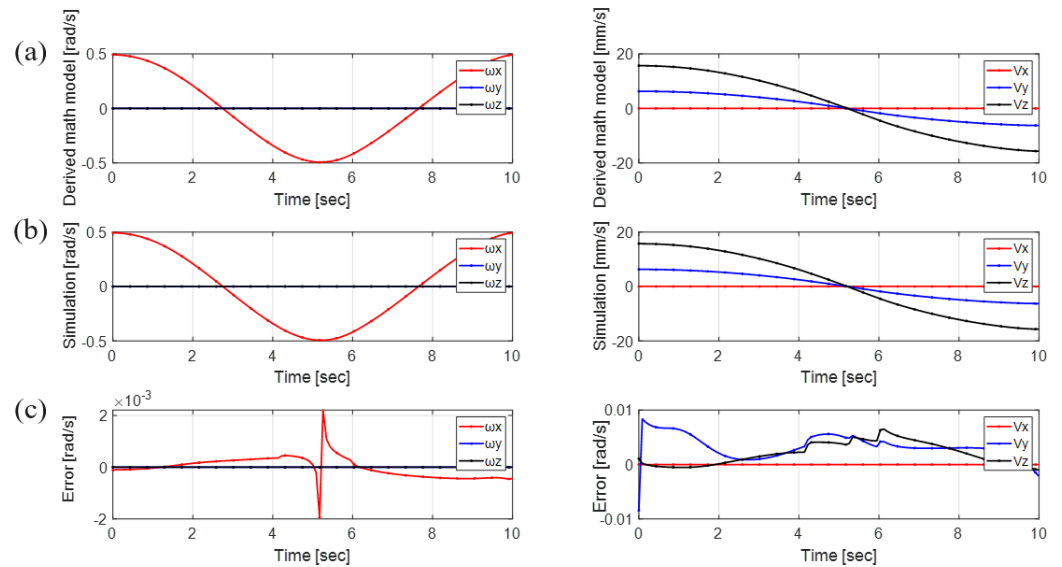 (a)
Derived math model [rad/s]
0.5
0
-0.5
ωx
ωy
ωz
0 2 4 6 8 10
Time [sec]
Derived math model [mm/s]
20
0
-20
Vx
Vy
Vz
0 2 4 6 8 10
Time [sec]
(b)
Simulation [rad/s]
0.5
0
-0.5
ωx
ωy
ωz
0 2 4 6 8 10
Time [sec]
Simulation [mm/s]
20
0
-20
Vx
Vy
Vz
0 2 4 6 8 10
Time [sec]
(c)
Error [rad/s]
×10⁻³
2
0
-2
ωx
ωy
ωz
0 2 4 6 8 10
Time [sec]
Error [rad/s]
0.01
0
-0.01
Vx
Vy
Vz
0 2 4 6 8 10
Time [sec]